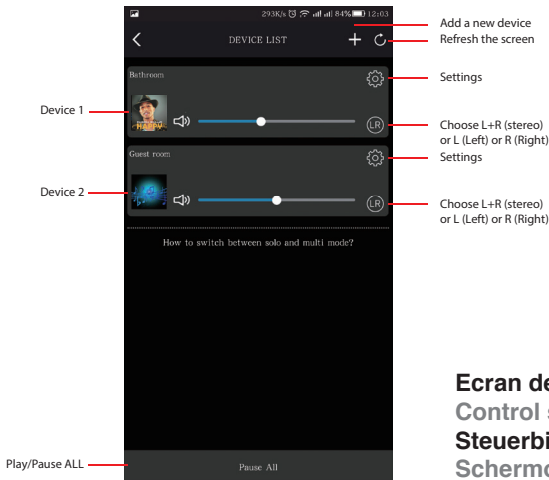 293K/s 84% 12:03
DEVICE LIST
Add a new device
Refresh the screen
Bathroom
Settings
Device 1
HAPPY
LR
Choose L+R (stereo)
or L (Left) or R (Right)
Guest room
Settings
Device 2
LR
Choose L+R (stereo)
or L (Left) or R (Right)
How to switch between solo and multi mode?
Ecran de
Control s
Steuerbi
Schermo
Play/Pause ALL
Pause All